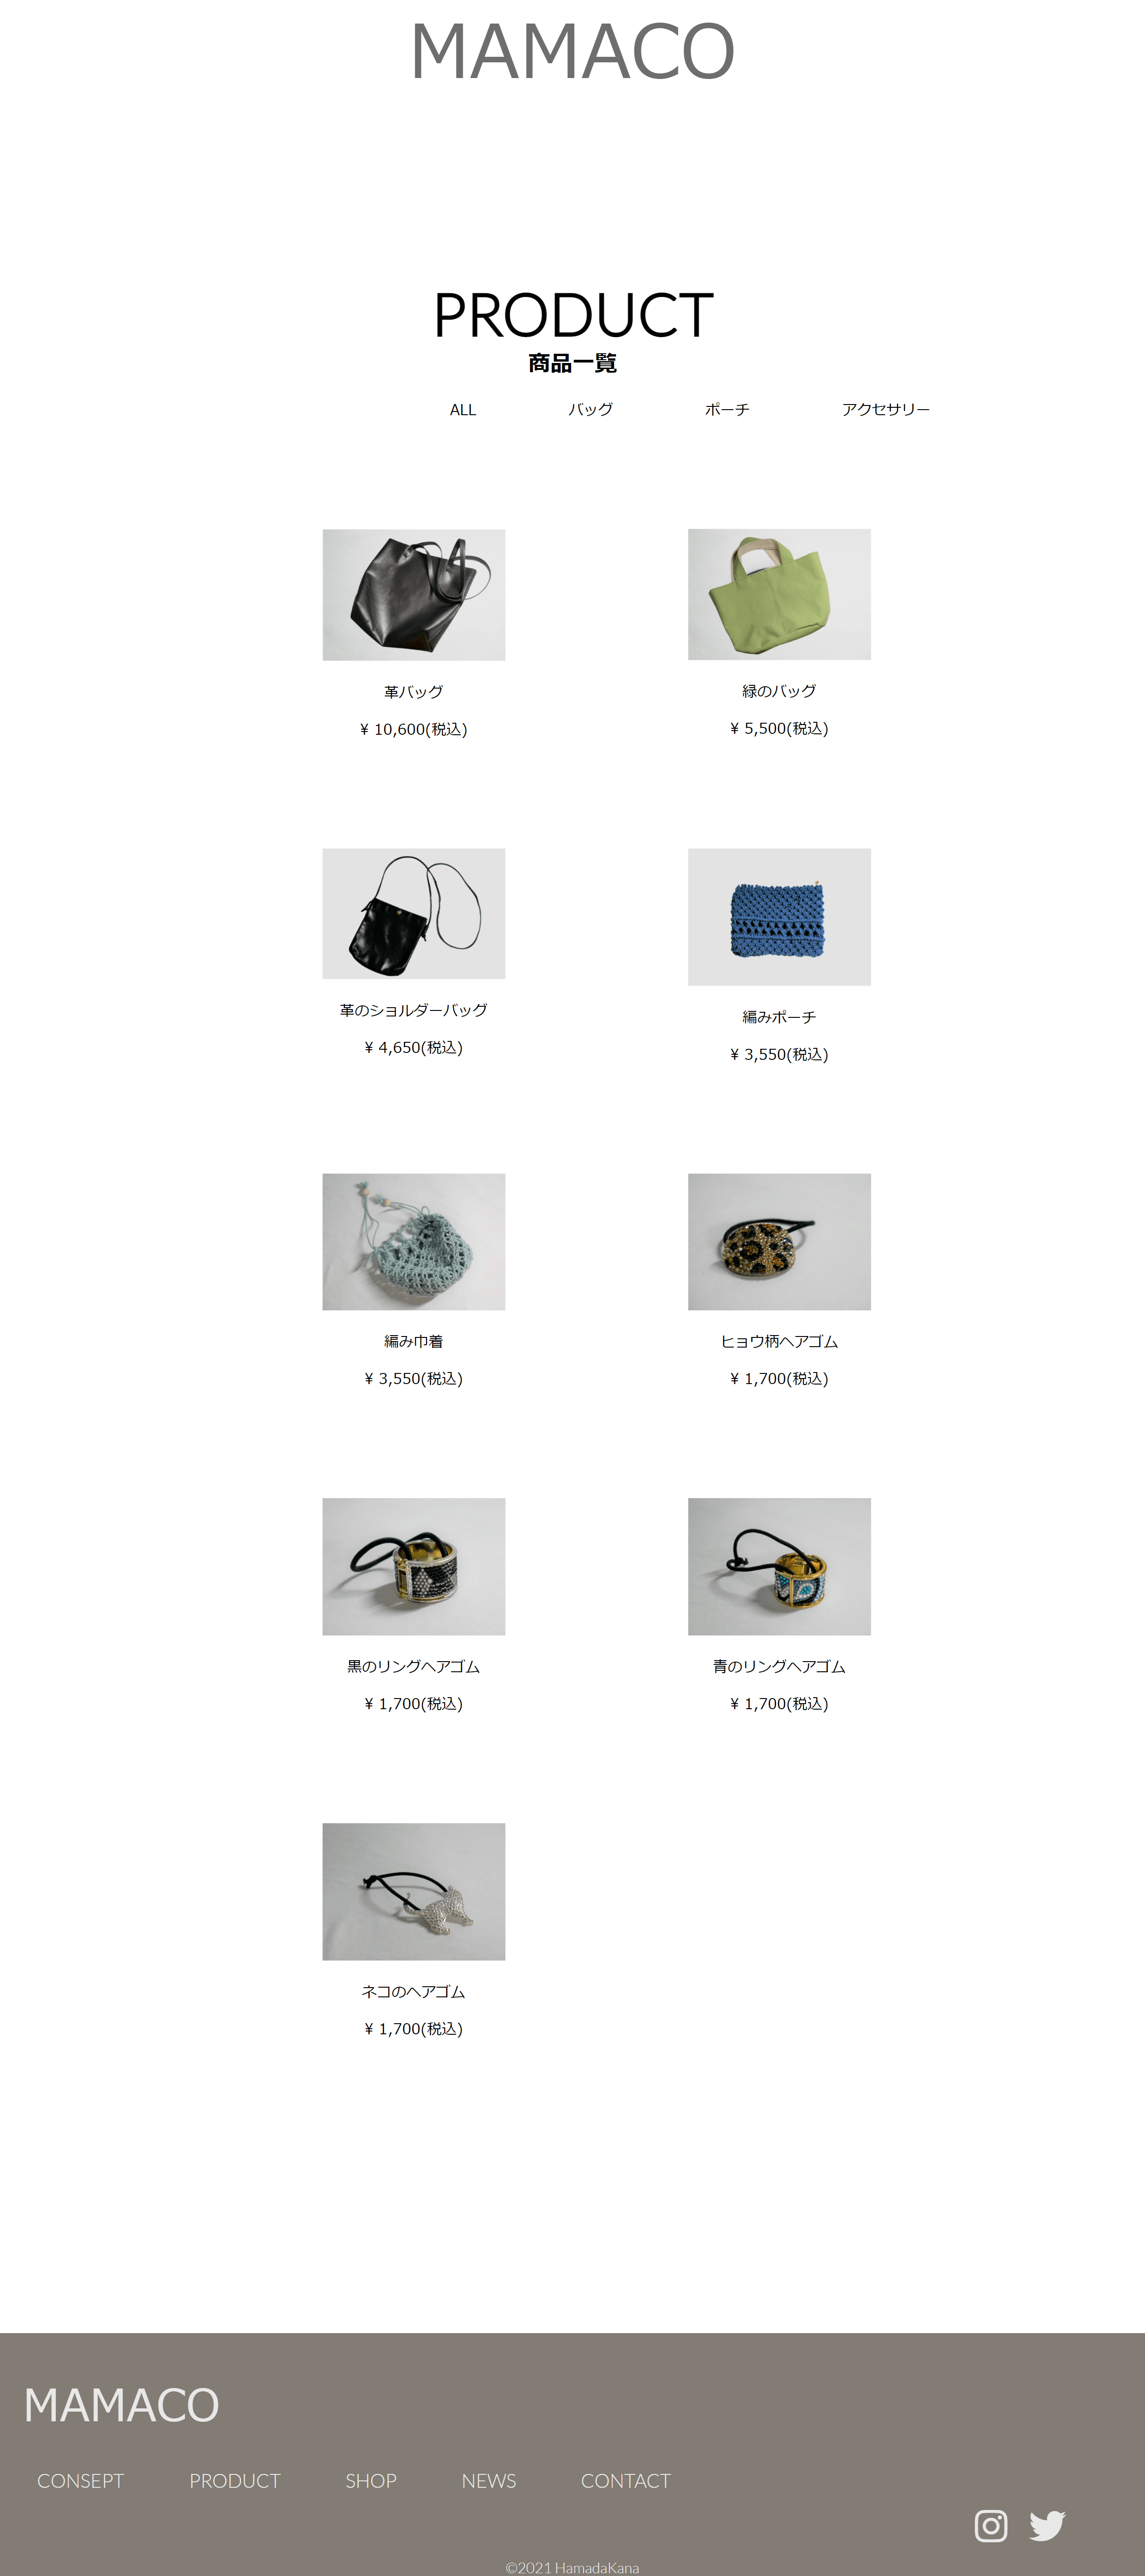 MAMACO
PRODUCT
商品一覧
ALL バッグ ポーチ アクセサリー
革バッグ
¥ 10,600(税込)
緑のバッグ
¥ 5,500(税込)
革のショルダーバッグ
¥ 4,650(税込)
編みポーチ
¥ 3,550(税込)
編み巾着
¥ 3,550(税込)
ヒョウ柄ヘアゴム
¥ 1,700(税込)
黒のリングヘアゴム
¥ 1,700(税込)
青のリングヘアゴム
¥ 1,700(税込)
ネコのヘアゴム
¥ 1,700(税込)
MAMACO
CONSEPT PRODUCT SHOP NEWS CONTACT
©2021 HamadaKana